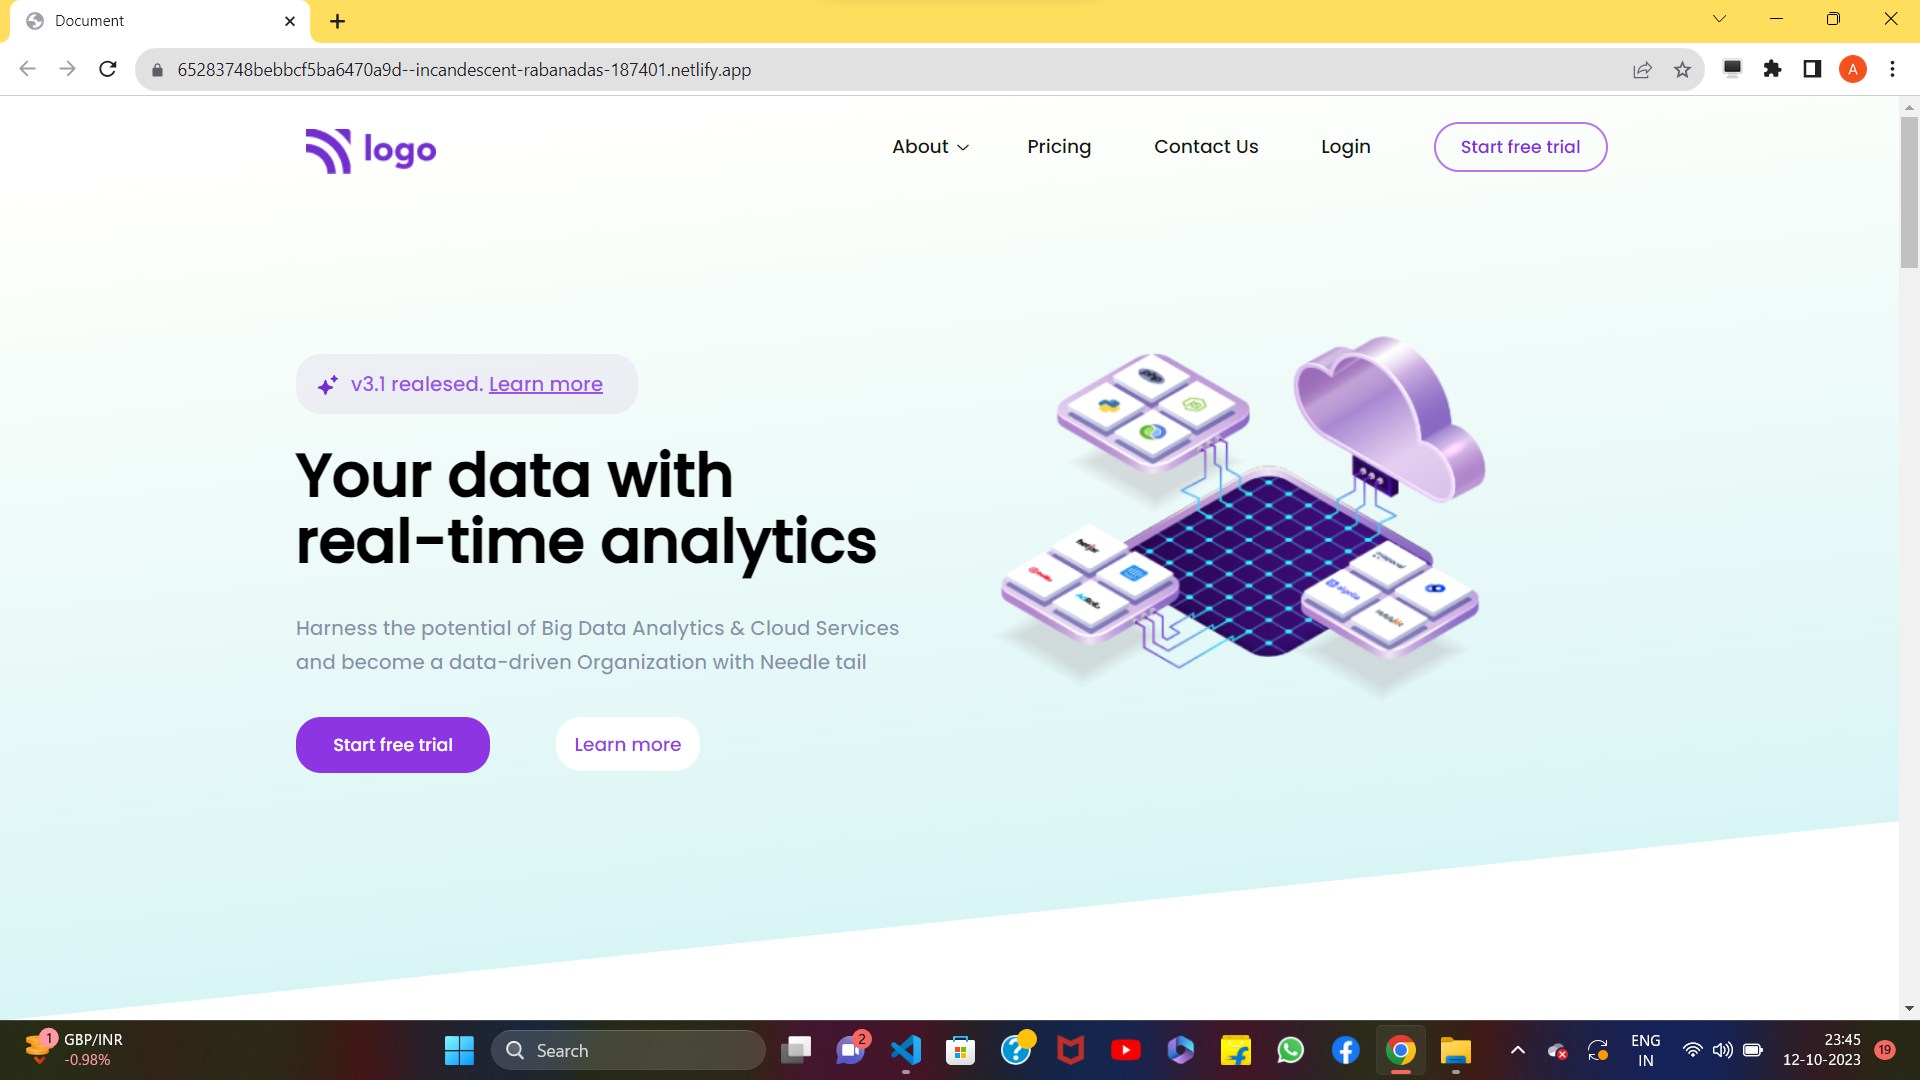 Document
65283748bebbcf5ba6470a9d--incandescent-rabanadas-187401.netlify.app
A
logo
About
Pricing
Contact Us
Login
Start free trial
v3.1 realesed. Learn more
Your data with
real-time analytics
Harness the potential of Big Data Analytics & Cloud Services
and become a data-driven Organization with Needle tail
Start free trial
Learn more
php
1
GBP/INR
-0.98%
Search
2
ENG
IN
23:45
12-10-2023
19